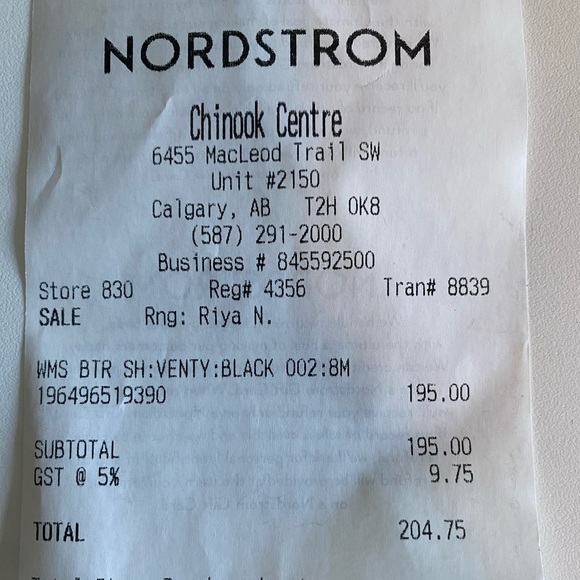 NORDSTROM
Chinook Centre
6455 MacLeod Trail SW
Unit #2150
Calgary, AB T2H 0K8
(587) 291-2000
Business # 845592500
Store 830 Reg# 4356 Tran# 8839
SALE Rng: Riya N.
WMS BTR SH:VENTY:BLACK 002:8M
196496519390 195.00
SUBTOTAL 195.00
GST @ 5% 9.75
TOTAL 204.75